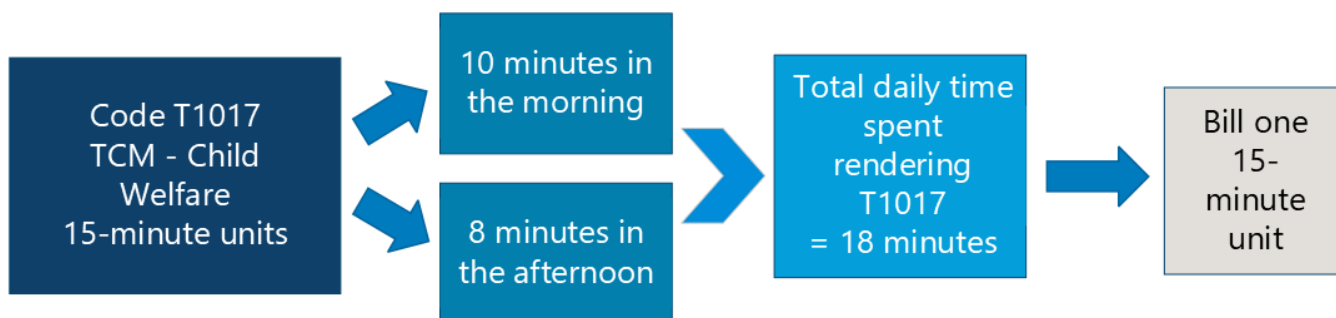 Code T1017
TCM - Child
Welfare
15-minute units
10 minutes in
the morning
8 minutes in
the afternoon
Total daily time
spent
rendering
T1017
= 18 minutes
Bill one
15-
minute
unit